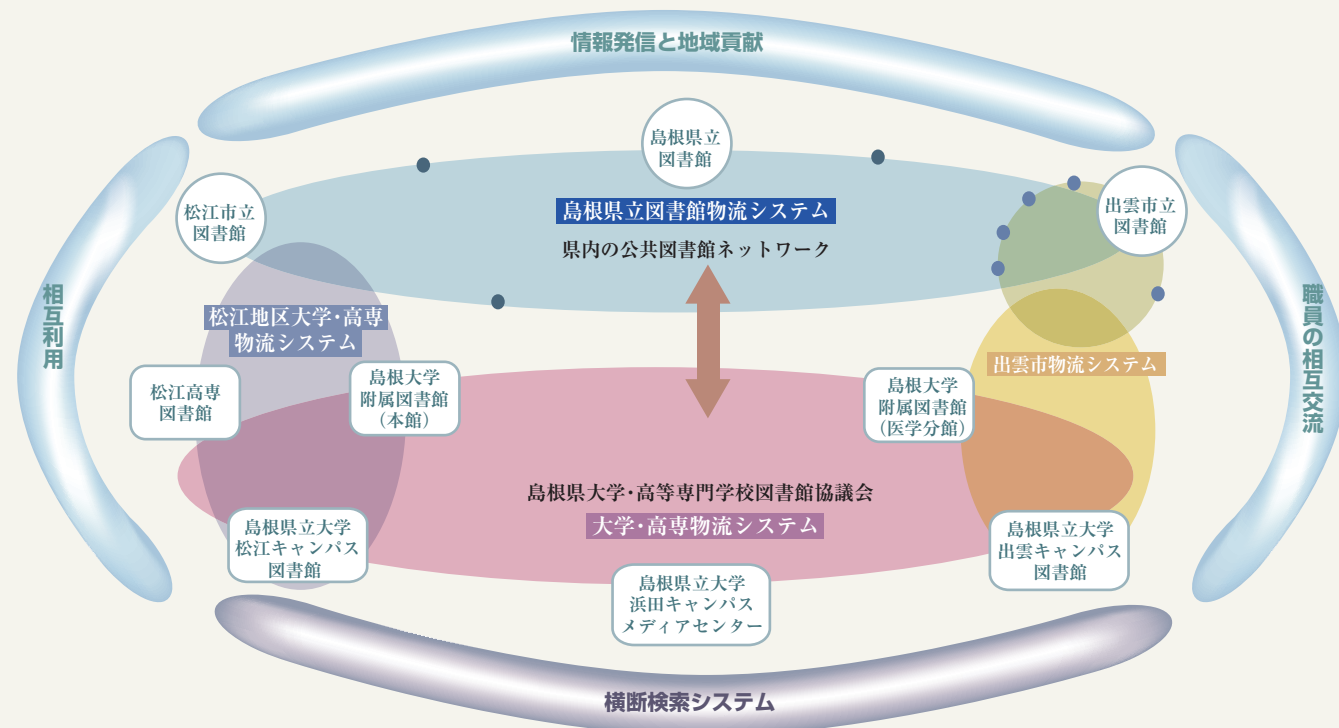 情報発信と地域貢献
島根県立
図書館
松江市立
図書館
出雲市立
図書館
島根県立図書館物流システム
県内の公共図書館ネットワーク
相互利用
職員の相互交流
松江地区大学・高専
物流システム
出雲市物流システム
松江高専
図書館
島根大学
附属図書館
（本館）
島根大学
附属図書館
（医学分館）
島根県大学・高等専門学校図書館協議会
大学・高専物流システム
島根県立大学
松江キャンパス
図書館
島根県立大学
出雲キャンパス
図書館
島根県立大学
浜田キャンパス
メディアセンター
横断検索システム